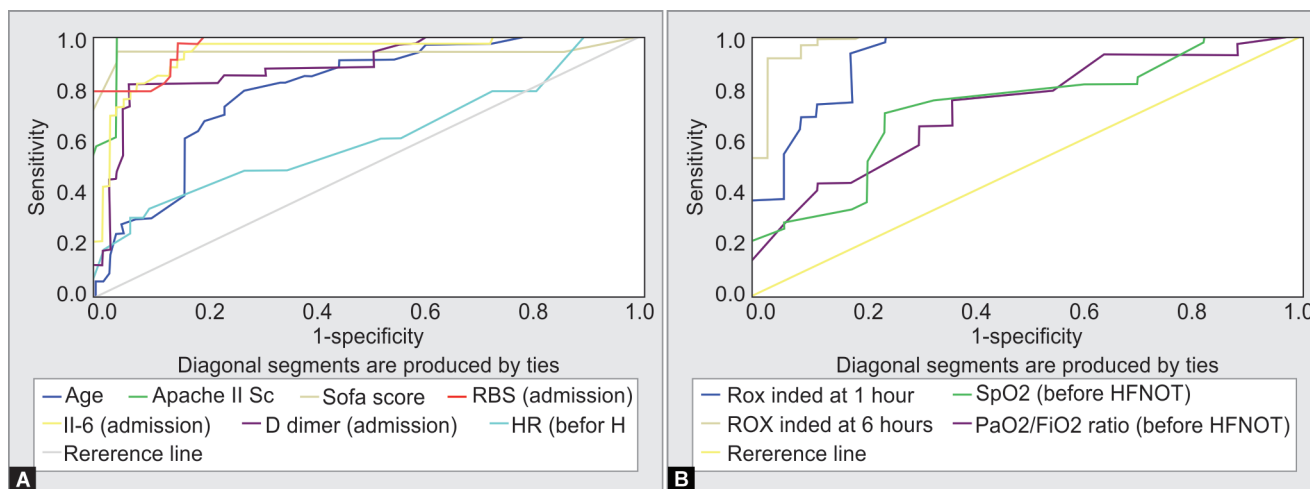 1.0
0.8
0.6
0.4
0.2
0.0
Sensitivity
0.0 0.2 0.4 0.6 0.8 1.0
1-specificity
Diagonal segments are produced by ties
Age Apache II Sc Sofa score RBS (admission)
II-6 (admission) D dimer (admission) HR (befor H
Rererence line
A
1.0
0.8
0.6
0.4
0.2
0.0
Sensitivity
0.0 0.2 0.4 0.6 0.8 1.0
1-specificity
Diagonal segments are produced by ties
Rox inded at 1 hour SpO2 (before HFNOT)
ROX inded at 6 hours PaO2/FiO2 ratio (before HFNOT)
Rererence line
B